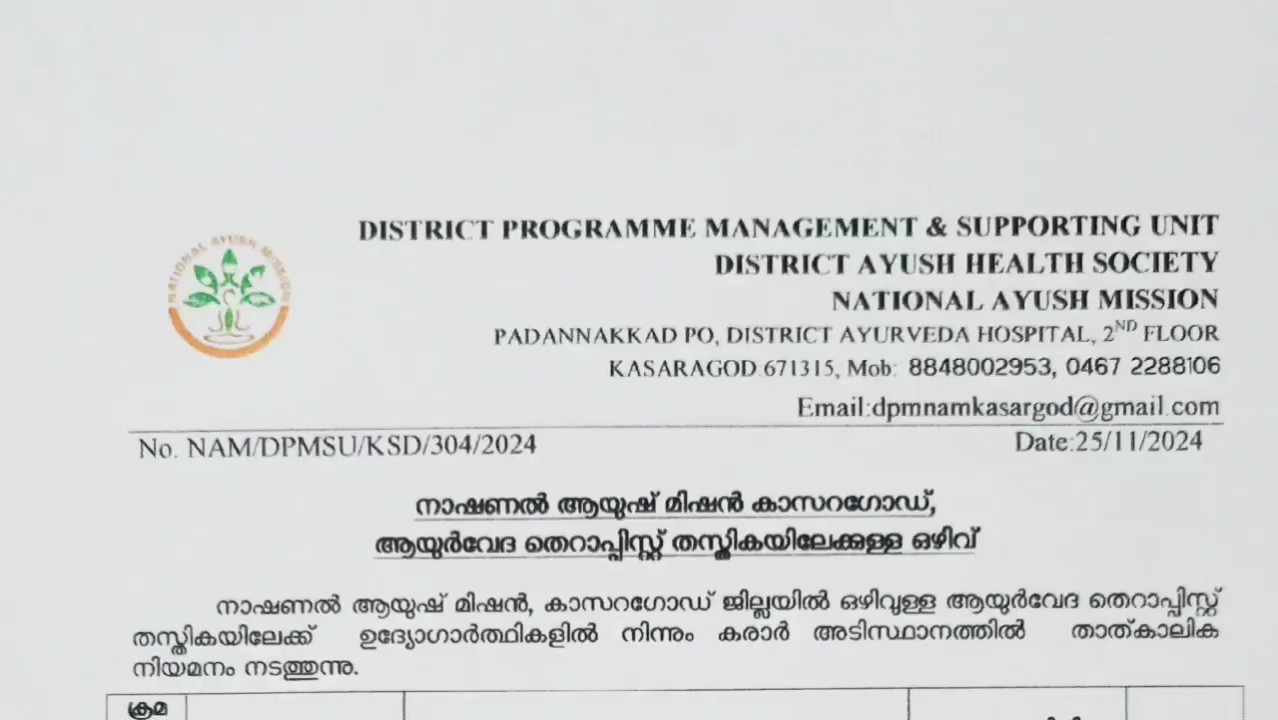 NATIONAL AYUSH MISSION
DISTRICT PROGRAMME MANAGEMENT & SUPPORTING UNIT
DISTRICT AYUSH HEALTH SOCIETY
NATIONAL AYUSH MISSION
PADANNAKKAD PO, DISTRICT AYURVEDA HOSPITAL, 2ND FLOOR
KASARAGOD 671315, Mob: 8848002953, 0467 2288106
Email:dpmnamkasargod@gmail.com
No. NAM/DPMSU/KSD/304/2024 Date:25/11/2024
നാഷണൽ ആയുഷ് മിഷൻ കാസറഗോഡ്,
ആയുർവേദ തെറാപ്പിസ്റ്റ് തസ്തികയിലേക്കുള്ള ഒഴിവ്
നാഷണൽ ആയുഷ് മിഷൻ, കാസറഗോഡ് ജില്ലയിൽ ഒഴിവുള്ള ആയുർവേദ തെറാപ്പിസ്റ്റ്
തസ്തികയിലേക്ക് ഉദ്യോഗാർത്ഥികളിൽ നിന്നും കരാർ അടിസ്ഥാനത്തിൽ താത്കാലിക
നിയമനം നടത്തുന്നു.
ക്രമ